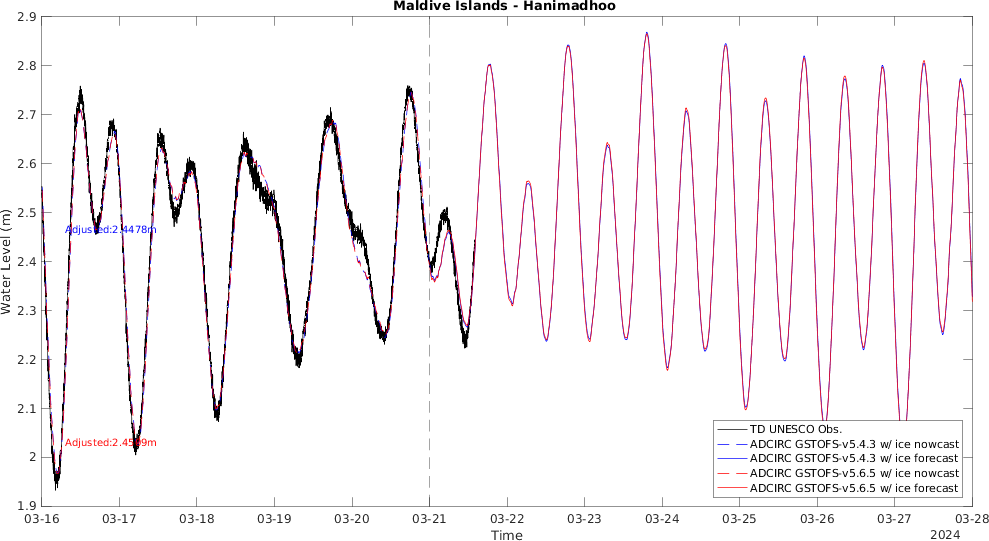 Maldive Islands - Hanimadhoo
Water Level (m)
2.9
2.8
2.7
2.6
2.5
2.4
2.3
2.2
2.1
2
1.9
Adjusted:2.4478m
TD UNESCO Obs.
ADCIRC GSTOFS-v5.4.3 w/ ice nowcast
ADCIRC GSTOFS-v5.4.3 w/ ice forecast
ADCIRC GSTOFS-v5.6.5 w/ ice nowcast
ADCIRC GSTOFS-v5.6.5 w/ ice forecast
03-16 03-17 03-18 03-19 03-20 03-21 03-22 03-23 03-24 03-25 03-26 03-27 03-28
Time
2024